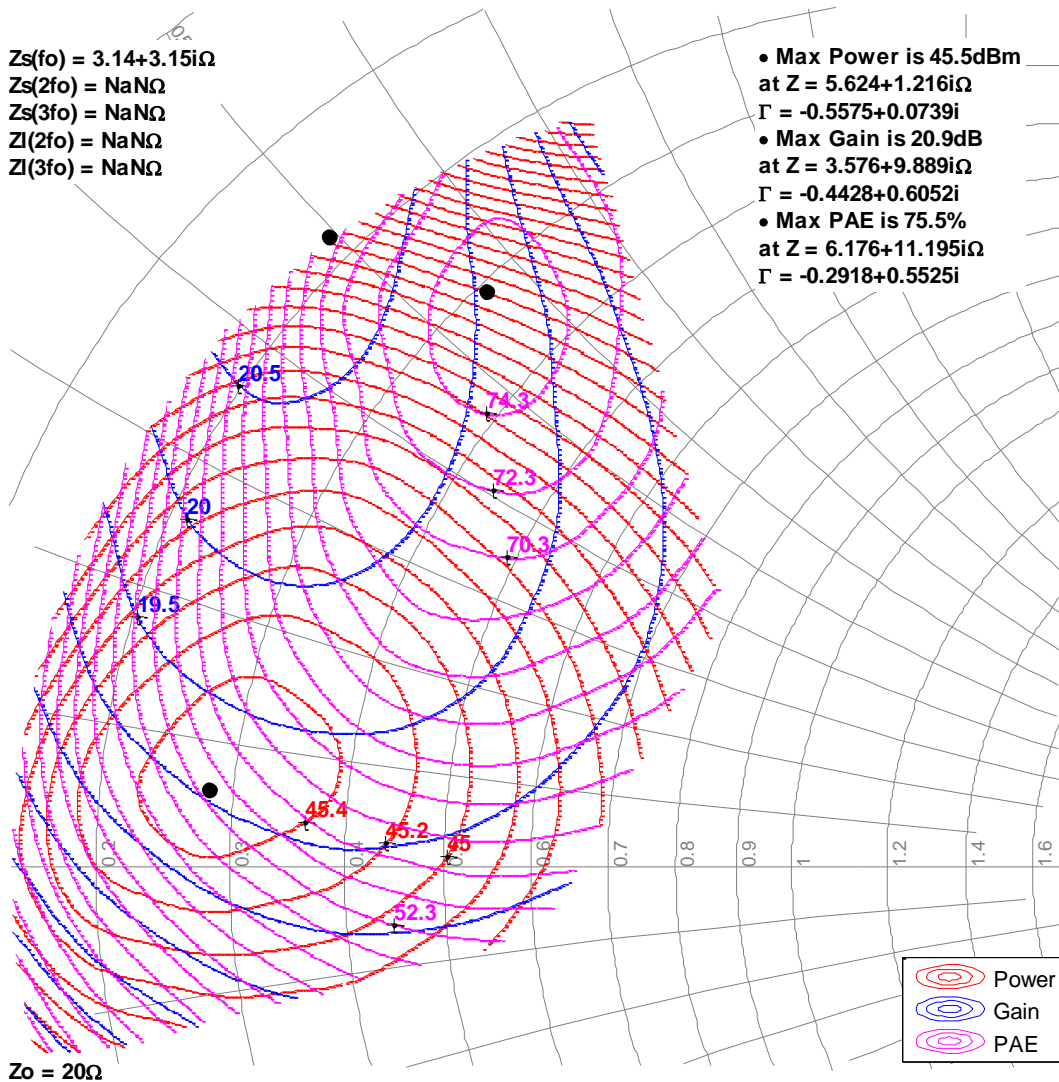 Zs(fo) = 3.14+3.15iΩ
Zs(2fo) = NaNΩ
Zs(3fo) = NaNΩ
Zl(2fo) = NaNΩ
Zl(3fo) = NaNΩ
• Max Power is 45.5dBm
at Z = 5.624+1.216iΩ
Γ = -0.5575+0.0739i
• Max Gain is 20.9dB
at Z = 3.576+9.889iΩ
Γ = -0.4428+0.6052i
• Max PAE is 75.5%
at Z = 6.176+11.195iΩ
Γ = -0.2918+0.5525i
20.5
74.3
72.3
20
70.3
19.5
45.4
45.2
45
0.2
0.3
0.4
0.5
0.6
0.7
0.8
0.9
1
1.2
1.4
1.6
52.3
Power
Gain
PAE
Zo = 20Ω